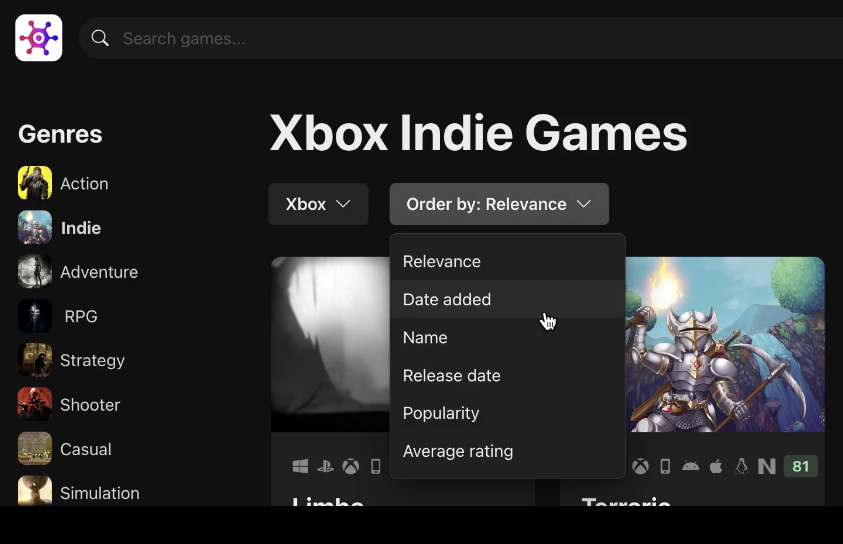 Search games...
Genres
Action
Indie
Adventure
RPG
Strategy
Shooter
Casual
Simulation
Xbox Indie Games
Xbox
Order by: Relevance
Relevance
Date added
Name
Release date
Popularity
Average rating
81
Limbo
Terraria